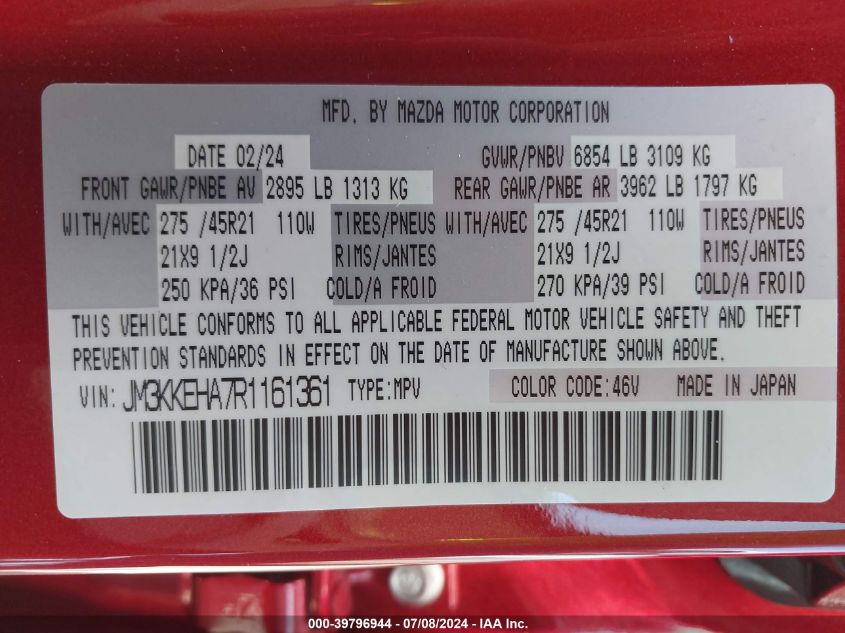 MFD. BY MAZDA MOTOR CORPORATION
DATE 02/24 GVWR/PNBV 6854 LB 3109 KG
FRONT GAWR/PNBE AV 2895 LB 1313 KG REAR GAWR/PNBE AR 3962 LB 1797 KG
WITH/AVEC 275 /45R21 110W TIRES/PNEUS WITH/AVEC 275 /45R21 110W TIRES/PNEUS
21X9 1/2J RIMS/JANTES 21X9 1/2J RIMS/JANTES
250 KPA/36 PSI COLD/A FROID 270 KPA/39 PSI COLD/A FROID
THIS VEHICLE CONFORMS TO ALL APPLICABLE FEDERAL MOTOR VEHICLE SAFETY AND THEFT
PREVENTION STANDARDS IN EFFECT ON THE DATE OF MANUFACTURE SHOWN ABOVE.
VIN: JM3KKEHA7R1161361 TYPE:MPV COLOR CODE:46V MADE IN JAPAN
000-39796944 - 07/08/2024 - IAA Inc.